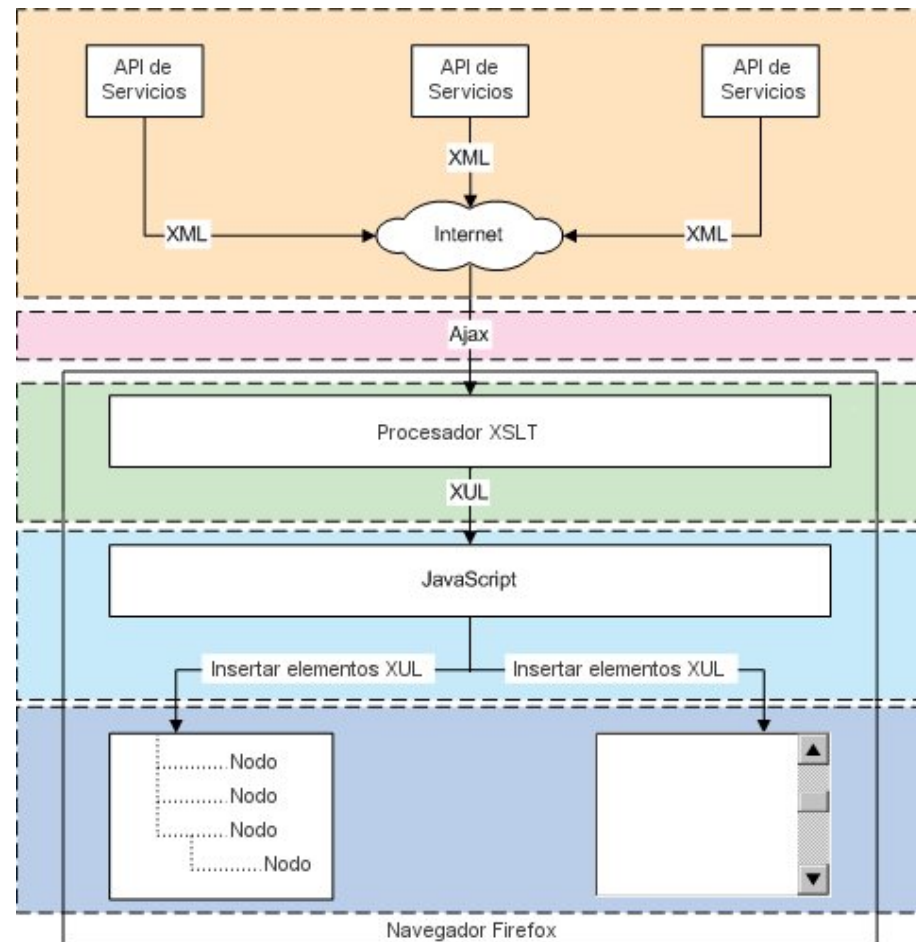 API de
Servicios
API de
Servicios
API de
Servicios
XML
XML
Internet
XML
Ajax
Procesador XSLT
XUL
JavaScript
Insertar elementos XUL
Insertar elementos XUL
Nodo
Nodo
Nodo
Nodo
Navegador Firefox